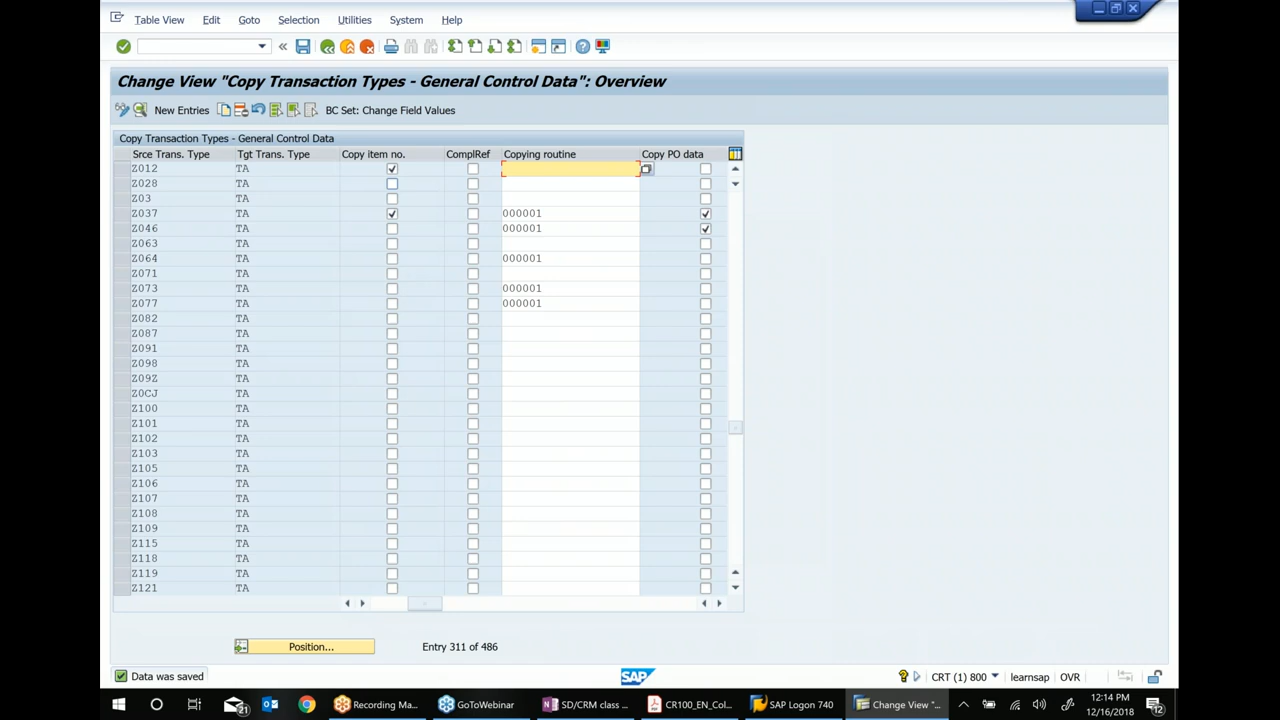 Table View Edit Goto Selection Utilities System Help
Change View "Copy Transaction Types - General Control Data": Overview
New Entries BC Set: Change Field Values
Copy Transaction Types - General Control Data
Srce Trans. Type Tgt Trans. Type Copy item no. ComplRef Copying routine Copy PO data
Z012 TA
Z028 TA
Z03 TA
Z037 TA 000001
Z046 TA 000001
Z063 TA
Z064 TA 000001
Z071 TA
Z073 TA 000001
Z077 TA 000001
Z082 TA
Z087 TA
Z091 TA
Z098 TA
Z09Z TA
Z0CJ TA
Z100 TA
Z101 TA
Z102 TA
Z103 TA
Z105 TA
Z106 TA
Z107 TA
Z108 TA
Z109 TA
Z115 TA
Z118 TA
Z119 TA
Z121 TA
Position... Entry 311 of 486
Data was saved SAP CRT (1) 800 learnsap OVR
21 Recording Ma... GoToWebinar SD/CRM class ... CR100_EN_Col... SAP Logon 740 Change View "... 12:14 PM
12/16/2018 12